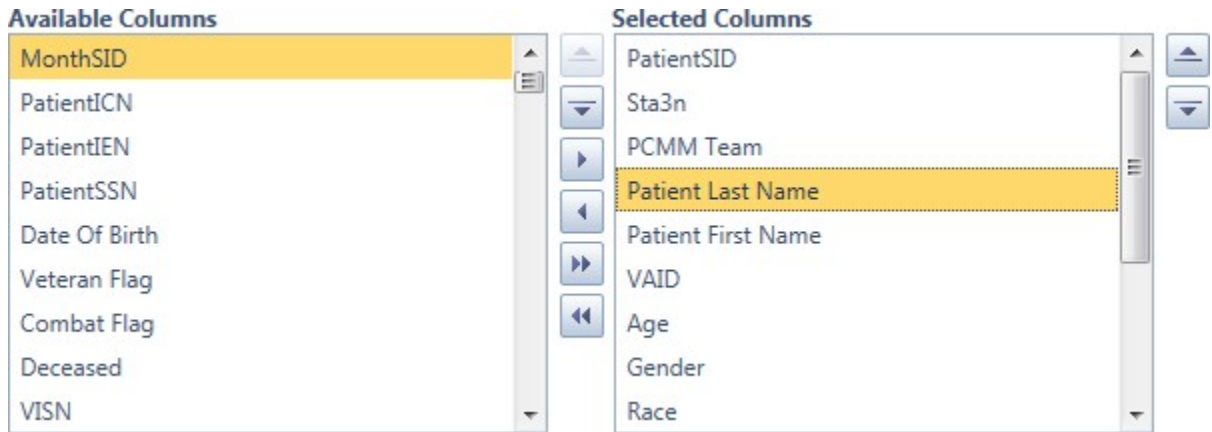 Available Columns
MonthSID
PatientICN
PatientIEN
PatientSSN
Date Of Birth
Veteran Flag
Combat Flag
Deceased
VISN
Selected Columns
PatientSID
Sta3n
PCMM Team
Patient Last Name
Patient First Name
VAID
Age
Gender
Race